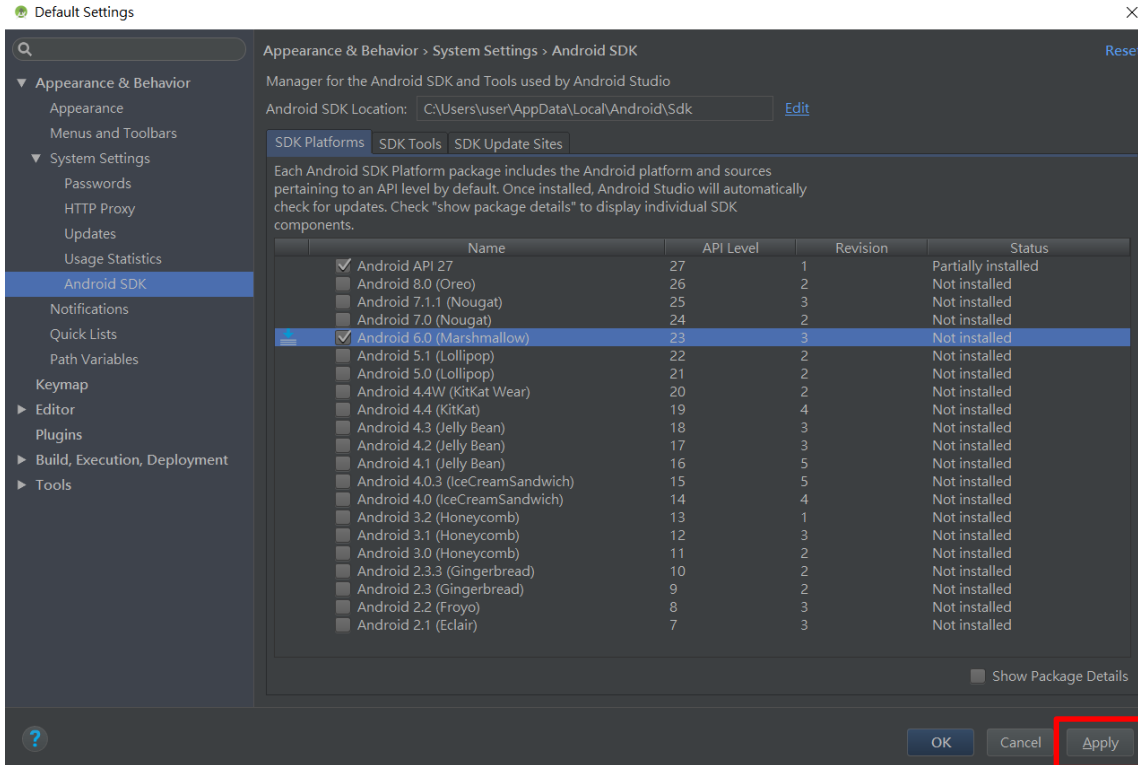 Default Settings
Appearance & Behavior › System Settings › Android SDK
Reset
Manager for the Android SDK and Tools used by Android Studio
Android SDK Location: C:\Users\user\AppData\Local\Android\Sdk Edit
Appearance & Behavior
Appearance
Menus and Toolbars
System Settings
Passwords
HTTP Proxy
Updates
Usage Statistics
Android SDK
Notifications
Quick Lists
Path Variables
Keymap
Editor
Plugins
Build, Execution, Deployment
Tools
SDK Platforms SDK Tools SDK Update Sites
Each Android SDK Platform package includes the Android platform and sources
pertaining to an API level by default. Once installed, Android Studio will automatically
check for updates. Check "show package details" to display individual SDK
components.
Name API Level Revision Status
Android API 27 27 1 Partially installed
Android 8.0 (Oreo) 26 2 Not installed
Android 7.1.1 (Nougat) 25 3 Not installed
Android 7.0 (Nougat) 24 2 Not installed
Android 6.0 (Marshmallow) 23 3 Not installed
Android 5.1 (Lollipop) 22 2 Not installed
Android 5.0 (Lollipop) 21 2 Not installed
Android 4.4W (KitKat Wear) 20 2 Not installed
Android 4.4 (KitKat) 19 4 Not installed
Android 4.3 (Jelly Bean) 18 3 Not installed
Android 4.2 (Jelly Bean) 17 3 Not installed
Android 4.1 (Jelly Bean) 16 5 Not installed
Android 4.0.3 (IceCreamSandwich) 15 5 Not installed
Android 4.0 (IceCreamSandwich) 14 4 Not installed
Android 3.2 (Honeycomb) 13 1 Not installed
Android 3.1 (Honeycomb) 12 3 Not installed
Android 3.0 (Honeycomb) 11 2 Not installed
Android 2.3.3 (Gingerbread) 10 2 Not installed
Android 2.3 (Gingerbread) 9 2 Not installed
Android 2.2 (Froyo) 8 3 Not installed
Android 2.1 (Eclair) 7 3 Not installed
Show Package Details
? OK Cancel Apply